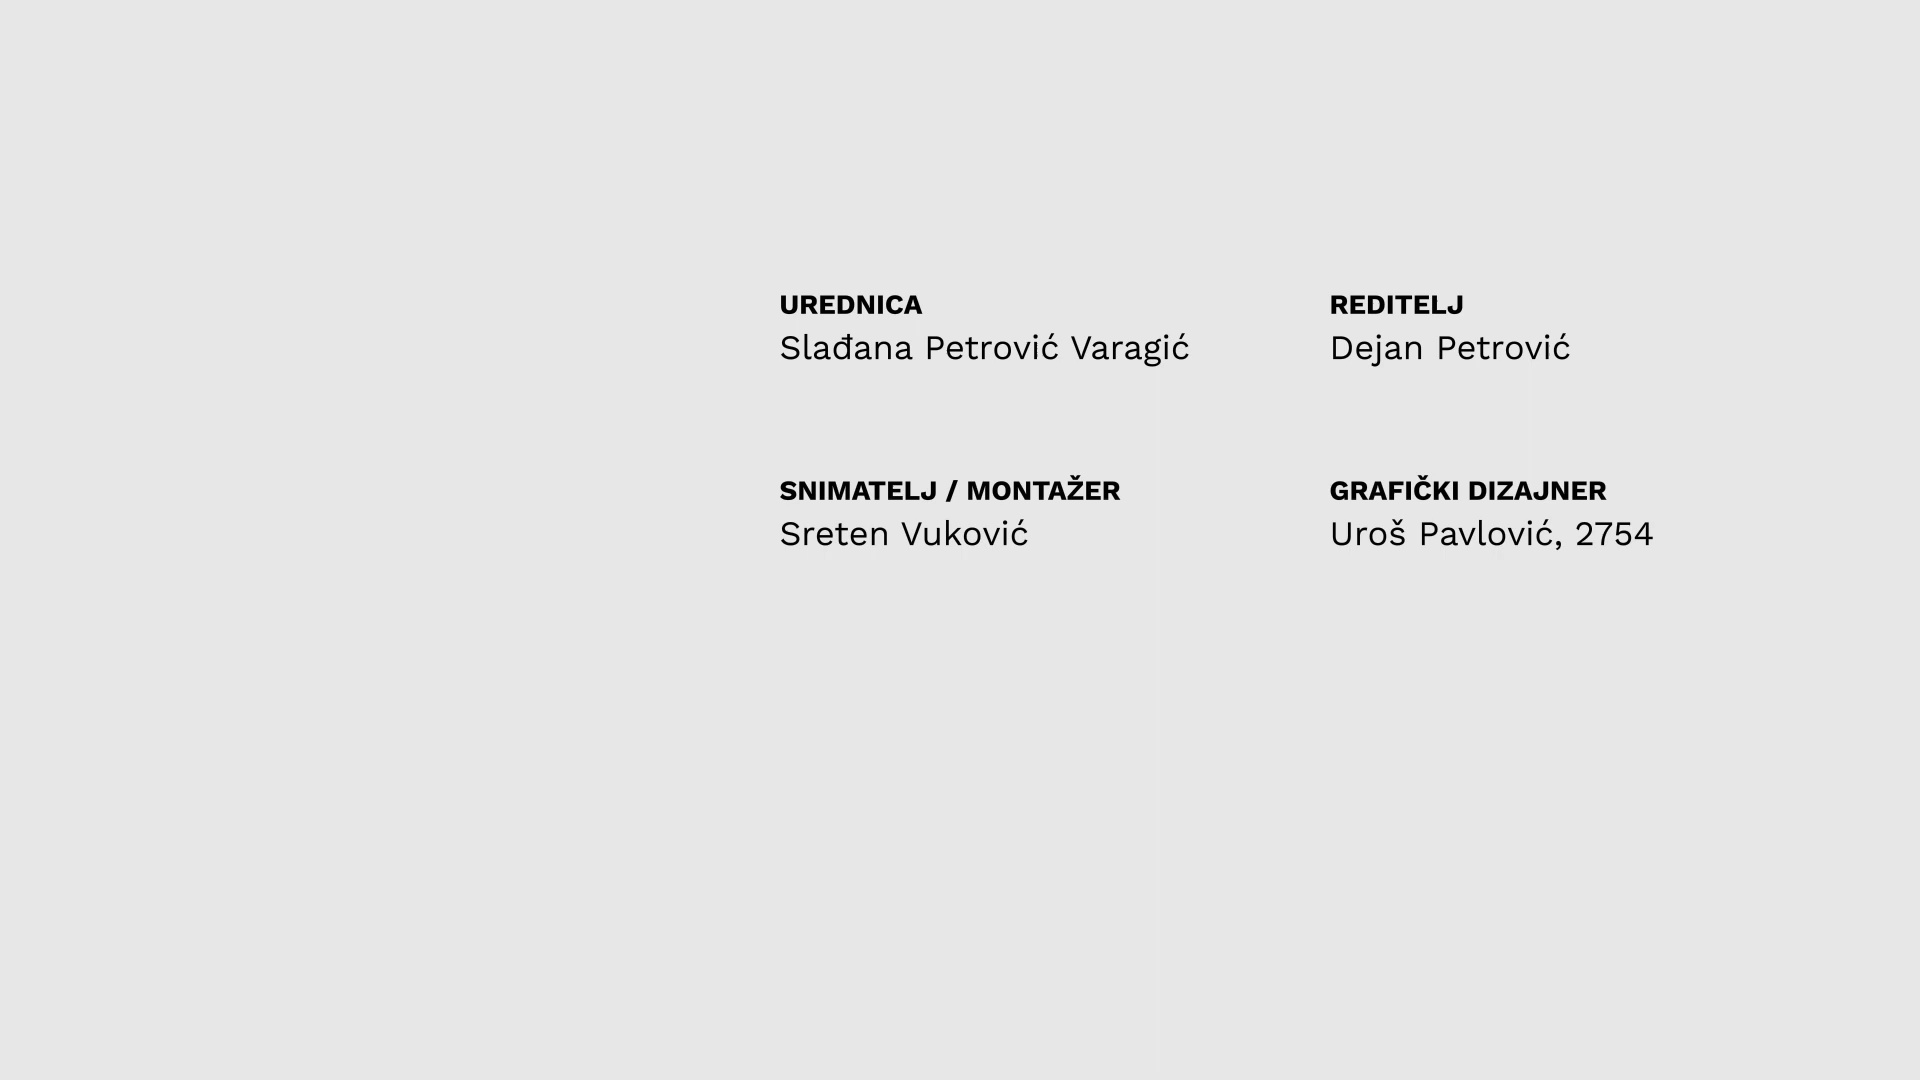 UREDNICA
Slađana Petrović Varagić
REDITELJ
Dejan Petrović
SNIMATELJ / MONTAŽER
Sreten Vuković
GRAFIČKI DIZAJNER
Uroš Pavlović, 2754